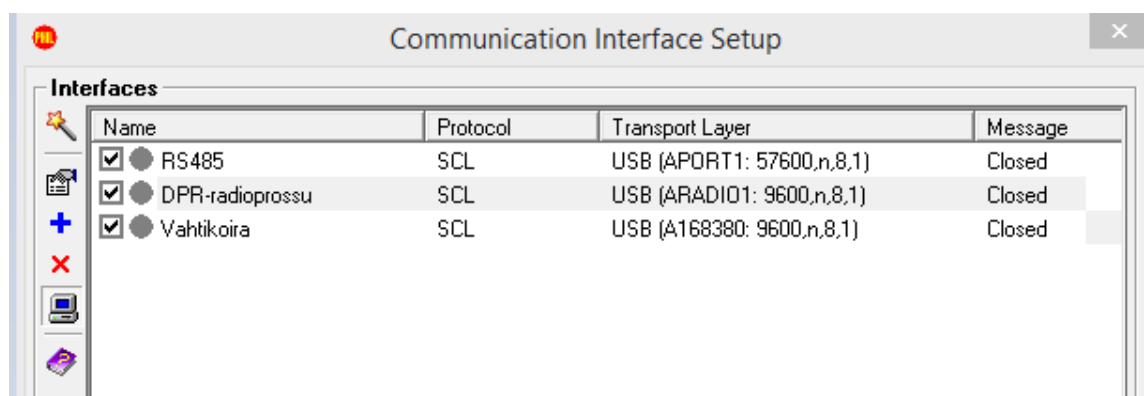 PHL
Communication Interface Setup
Interfaces
Name Protocol Transport Layer Message
RS485 SCL USB (APORT1: 57600,n,8,1) Closed
DPR-radioprossu SCL USB (ARADIO1: 9600,n,8,1) Closed
Vahtikoira SCL USB (A168380: 9600,n,8,1) Closed